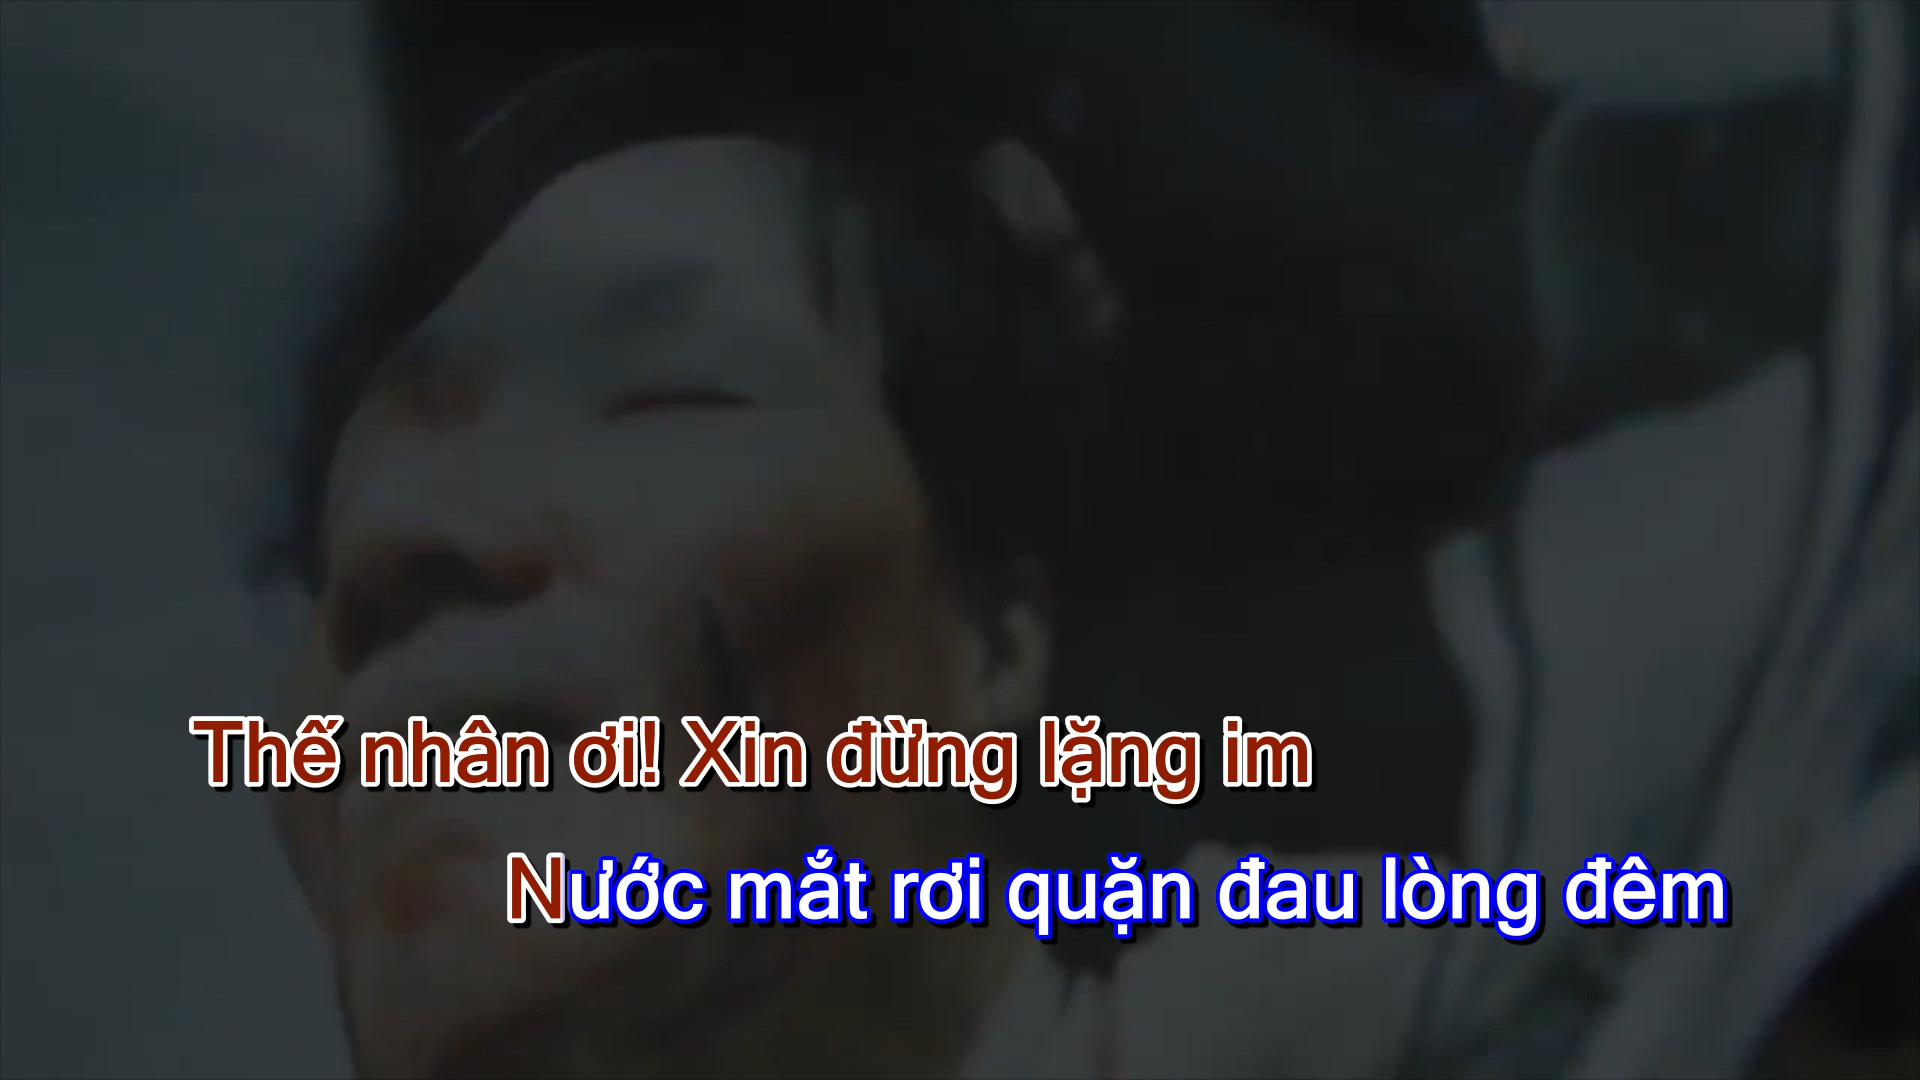 Thế nhân ơi! Xin đừng lặng im
Nước mắt rơi quặn đau lòng đêm